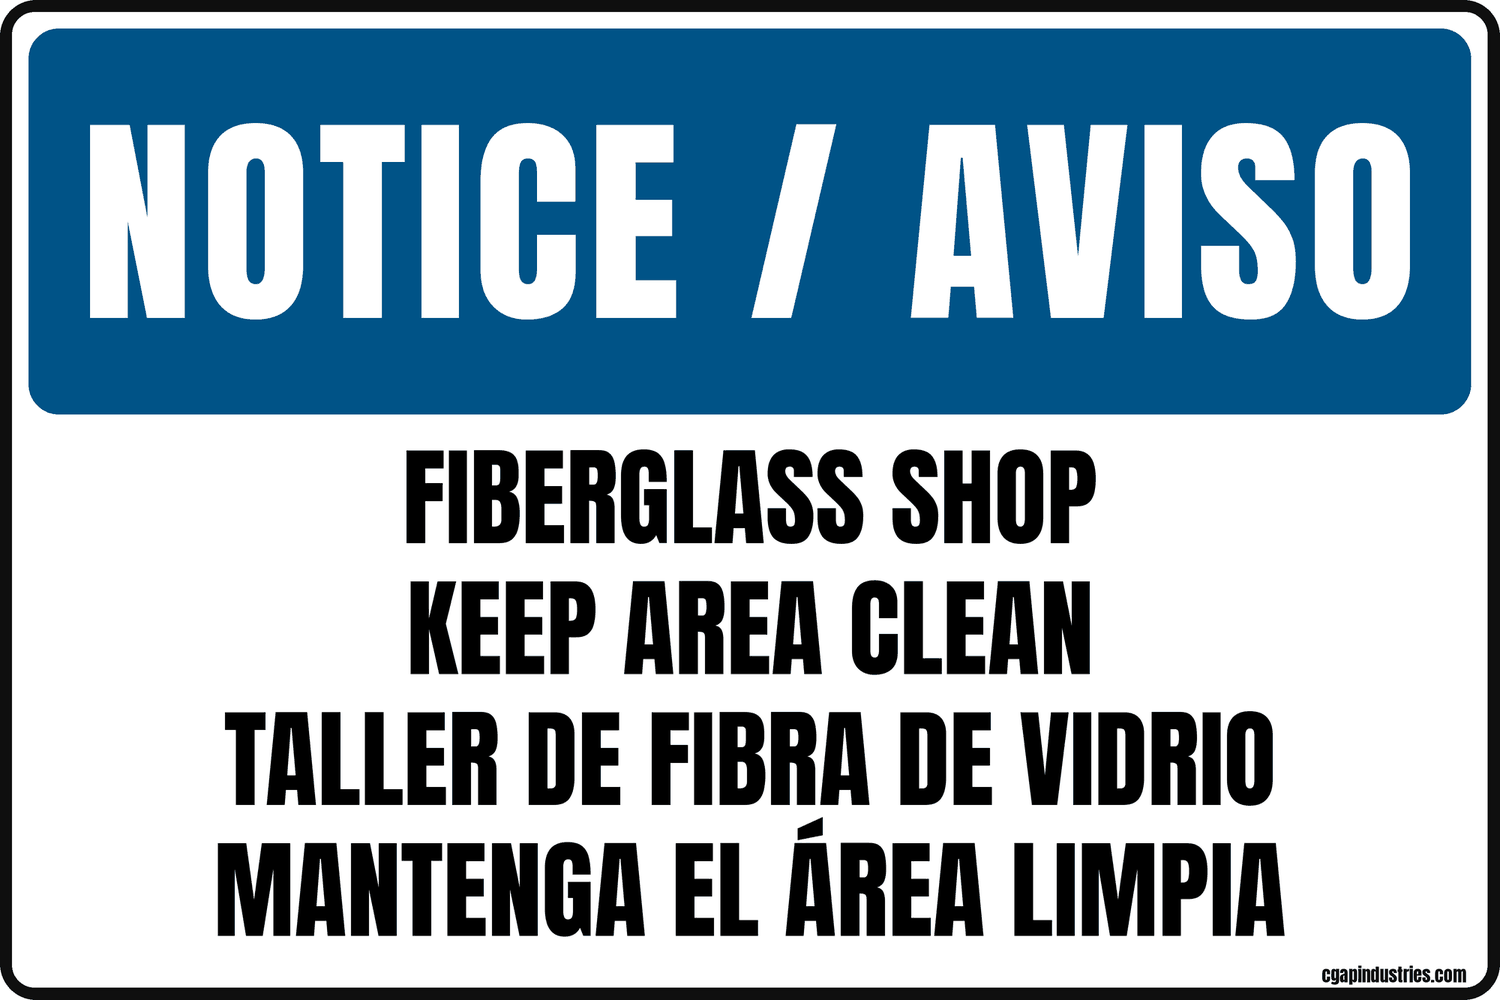 NOTICE / AVISO
FIBERGLASS SHOP
KEEP AREA CLEAN
TALLER DE FIBRA DE VIDRIO
MANTENGA EL ÁREA LIMPIA
cgapindustries.com